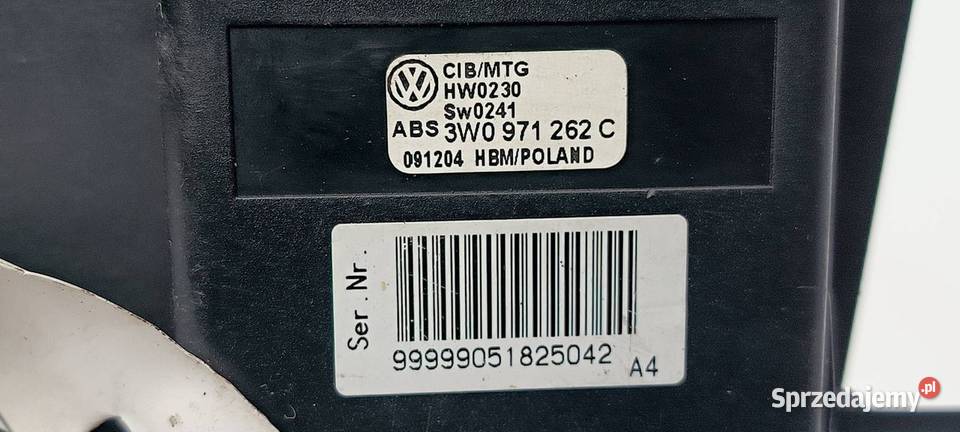 CIB/MTG
HW0230
Sw0241
ABS 3W0 971 262 C
091204 HBM/POLAND
Ser.Nr.
99999051825042 A4
Sprzedajemy.pl